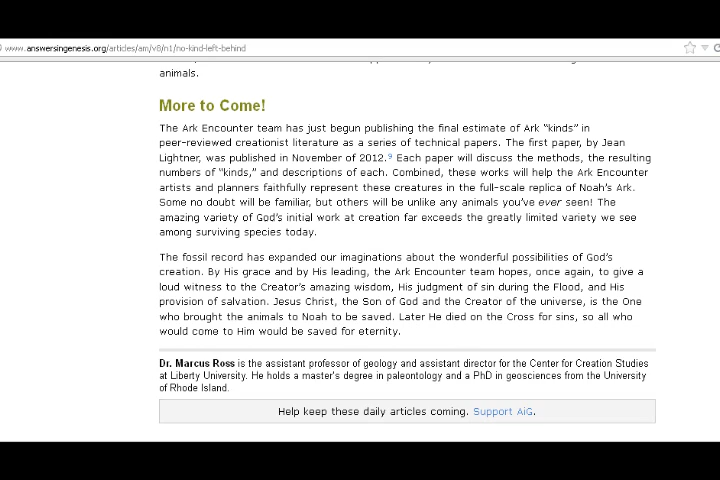 www.answersingenesis.org/articles/am/v8/n1/no-kind-left-behind
animals.
More to Come!
The Ark Encounter team has just begun publishing the final estimate of Ark “kinds” in
peer-reviewed creationist literature as a series of technical papers. The first paper, by Jean
Lightner, was published in November of 2012.9 Each paper will discuss the methods, the resulting
numbers of “kinds,” and descriptions of each. Combined, these works will help the Ark Encounter
artists and planners faithfully represent these creatures in the full-scale replica of Noah’s Ark.
Some no doubt will be familiar, but others will be unlike any animals you’ve ever seen! The
amazing variety of God’s initial work at creation far exceeds the greatly limited variety we see
among surviving species today.
The fossil record has expanded our imaginations about the wonderful possibilities of God’s
creation. By His grace and by His leading, the Ark Encounter team hopes, once again, to give a
loud witness to the Creator’s amazing wisdom, His judgment of sin during the Flood, and His
provision of salvation. Jesus Christ, the Son of God and the Creator of the universe, is the One
who brought the animals to Noah to be saved. Later He died on the Cross for sins, so all who
would come to Him would be saved for eternity.
Dr. Marcus Ross is the assistant professor of geology and assistant director for the Center for Creation Studies
at Liberty University. He holds a master's degree in paleontology and a PhD in geosciences from the University
of Rhode Island.
Help keep these daily articles coming. Support AiG.